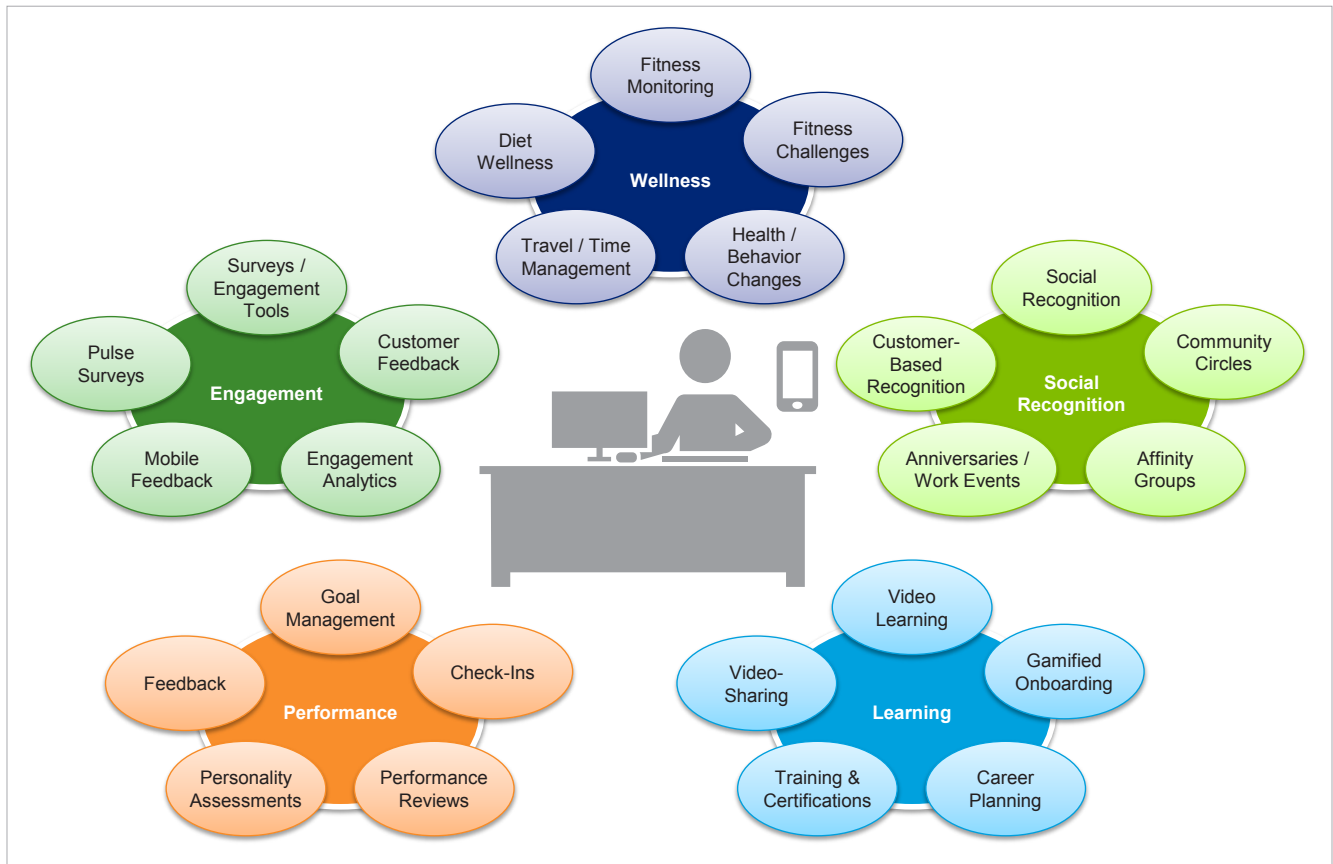 Fitness
Monitoring
Diet
Wellness
Fitness
Challenges
Wellness
Travel / Time
Management
Health /
Behavior
Changes
Surveys /
Engagement
Tools
Pulse
Surveys
Customer
Feedback
Engagement
Mobile
Feedback
Engagement
Analytics
Social
Recognition
Customer-
Based
Recognition
Community
Circles
Social
Recognition
Anniversaries /
Work Events
Affinity
Groups
Goal
Management
Feedback
Check-Ins
Performance
Personality
Assessments
Performance
Reviews
Video
Learning
Video-
Sharing
Gamified
Onboarding
Learning
Training &
Certifications
Career
Planning